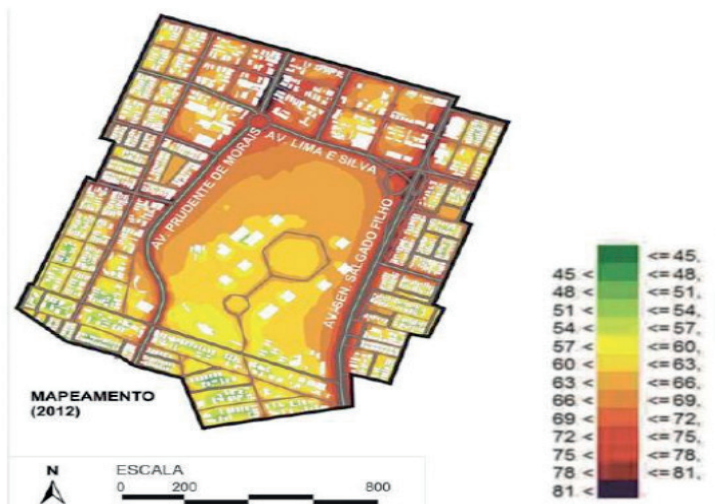 AV. LIMA E SILVA
AV. PRUDENTE DE MORAIS
AV. SEN. SALGADO FILHO
MAPEAMENTO
(2012)
N
ESCALA
0 200 800
<=45,
45 < <=48,
48 < <=51,
51 < <=54,
54 < <=57,
57 < <=60,
60 < <=63,
63 < <=66,
66 < <=69,
69 < <=72,
72 < <=75,
75 < <=78,
78 < <=81,
81 <